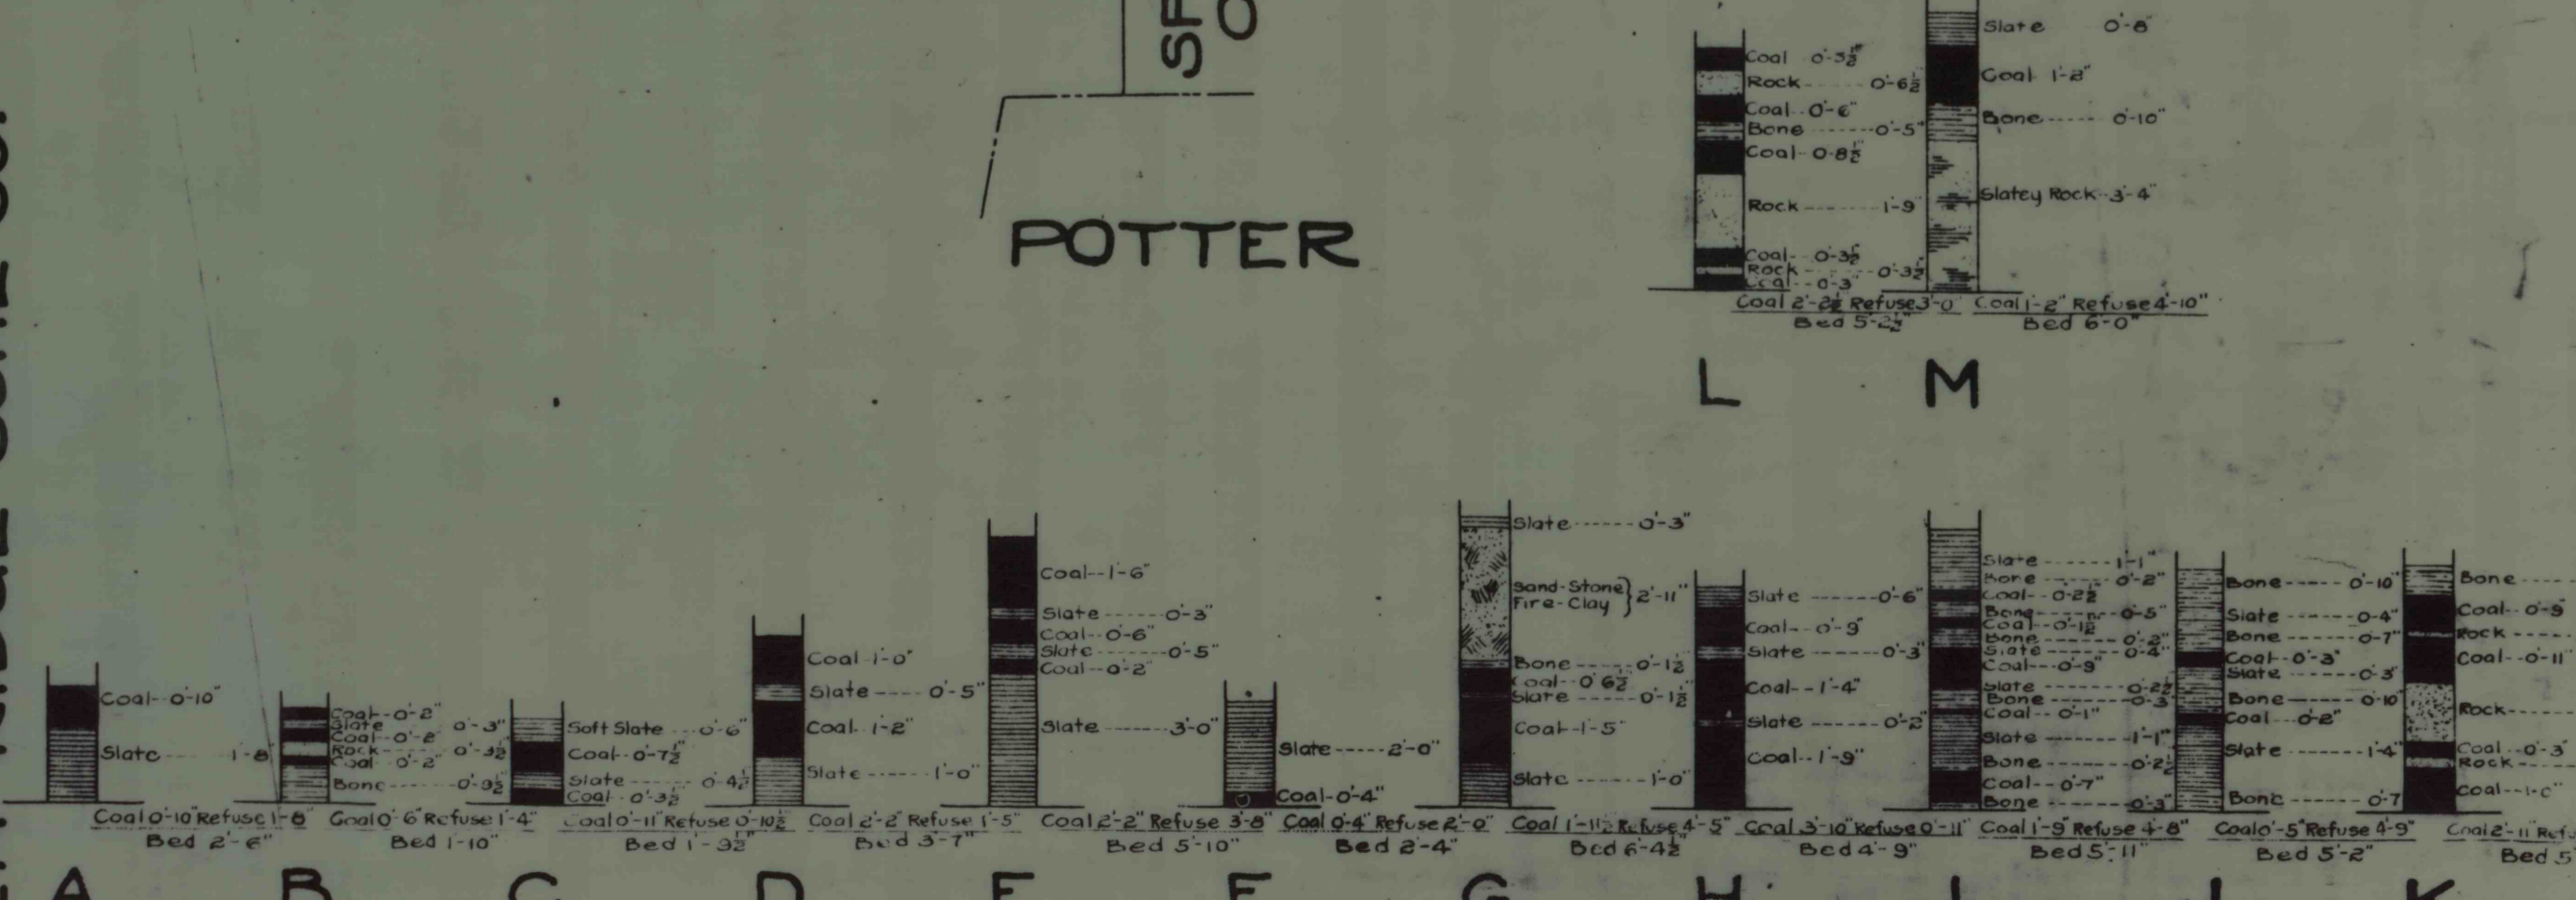 POTTER
Coal 0'-3½"
Rock 0'-6½"
Coal 0'-6"
Bone 0'-5"
Coal 0-8½"
Rock 1'-9"
Coal 0'-3½"
Rock 0'-3½"
Coal 0'-3"
Coal 2'-2½" Refuse 3'-0"
Bed 5'-2½"
L
Slate 0'-8"
Coal 1'-2"
Bone 0'-10"
Slatey Rock 3'-4"
Coal 1'-2" Refuse 4'-10"
Bed 6'-0"
M
Coal 0'-10"
Slate 1'-8"
Coal 0'-10" Refuse 1'-8"
Bed 2'-6"
A
Coal 0'-2"
Slate 0'-3"
Coal 0'-2"
Rock 0'-3½"
Coal 0'-2"
Bone 0'-9½"
Coal 0'-6" Refuse 1'-4"
Bed 1'-10"
B
Soft Slate 0'-6"
Coal 0'-7½"
Slate 0'-4½"
Coal 0'-3½"
Coal 0'-11" Refuse 0'-10½"
Bed 1'-9½"
C
Coal 1'-0"
Slate 0'-5"
Coal 1'-2"
Slate 1'-0"
Coal 2'-2" Refuse 1'-5"
Bed 3'-7"
D
Coal 1'-6"
Slate 0'-3"
Coal 0'-6"
Slate 0'-5"
Coal 0'-2"
Slate 3'-0"
Coal 2'-2" Refuse 3'-8"
Bed 5'-10"
E
Slate 2'-0"
Coal 0'-4"
Coal 0'-4" Refuse 2'-0"
Bed 2'-4"
F
Slate 0'-3"
Sand-Stone
Fire-Clay } 2'-11"
Bone 0'-1½"
Coal 0'6½"
Slate 0'-1½"
Coal 1'-5"
Slate 1'-0"
Coal 1'-11½" Refuse 4'-5"
Bed 6'-4½"
G
Slate 0'-6"
Coal 0'-9"
Slate 0'-3"
Coal 1'-4"
Slate 0'-2"
Coal 1'-9"
Coal 3'-10" Refuse 0'-11"
Bed 4'-9"
H
Slate 1'-1"
Bone 0'-2"
Coal 0'-2½"
Bone 0'-5"
Coal 0'-1½"
Bone 0'-2"
Slate 0'-4"
Coal 0'-9"
Slate 0'-2½"
Bone 0'-3"
Coal 0'-1"
Slate 1'-1"
Bone 0'-2½"
Coal 0'-7"
Bone 0'-3"
Coal 1'-9" Refuse 4'-8"
Bed 5'-11"
I
Bone 0'-10"
Slate 0'-4"
Bone 0'-7"
Coal 0'-3"
Slate 0'-3"
Bone 0'-10"
Coal 0'-2"
Slate 1'-4"
Bone 0'-7
Coal 0'-5" Refuse 4'-9"
Bed 5'-2"
J
Bone
Coal 0'-9
Rock
Coal 0'-11
Rock
Coal 0'-3
Rock
Coal
Coal 2'-11"
Bed 5
K